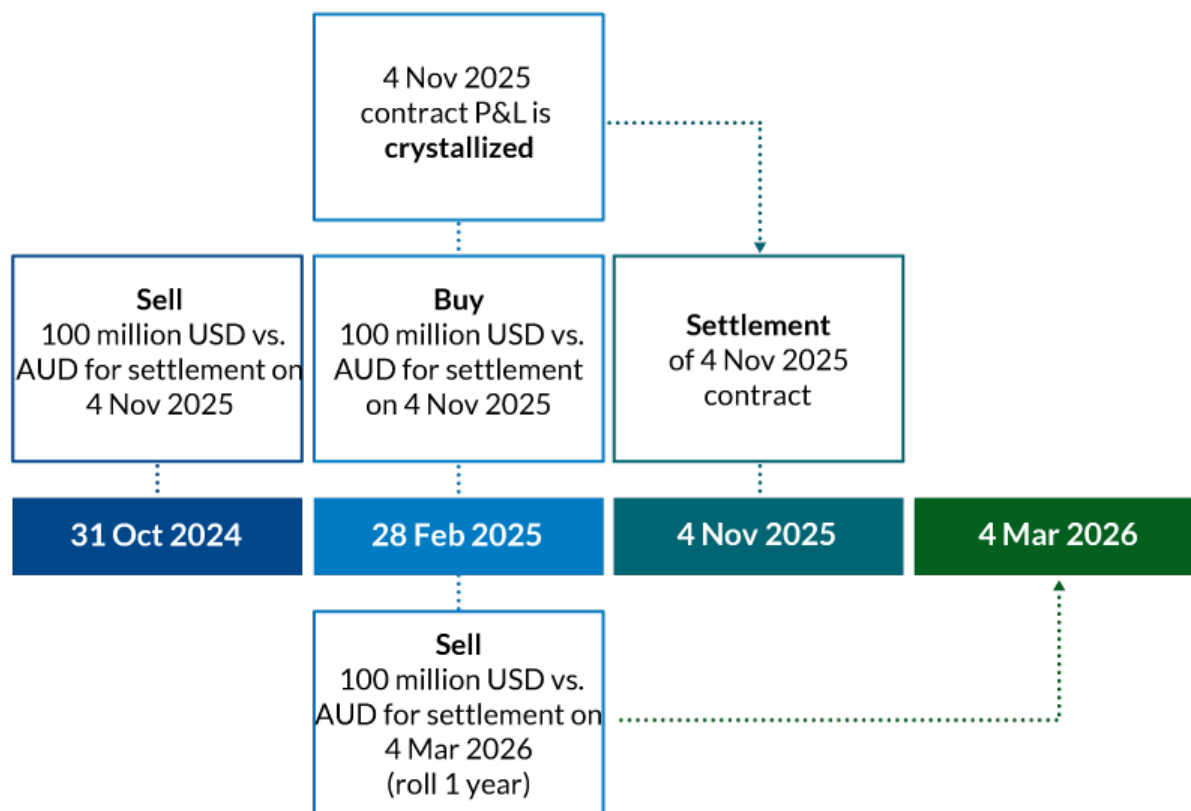 4 Nov 2025
contract P&L is
crystallized
Sell
100 million USD vs.
AUD for settlement on
4 Nov 2025
Buy
100 million USD vs.
AUD for settlement
on 4 Nov 2025
Settlement
of 4 Nov 2025
contract
31 Oct 2024
28 Feb 2025
4 Nov 2025
4 Mar 2026
Sell
100 million USD vs.
AUD for settlement on
4 Mar 2026
(roll 1 year)